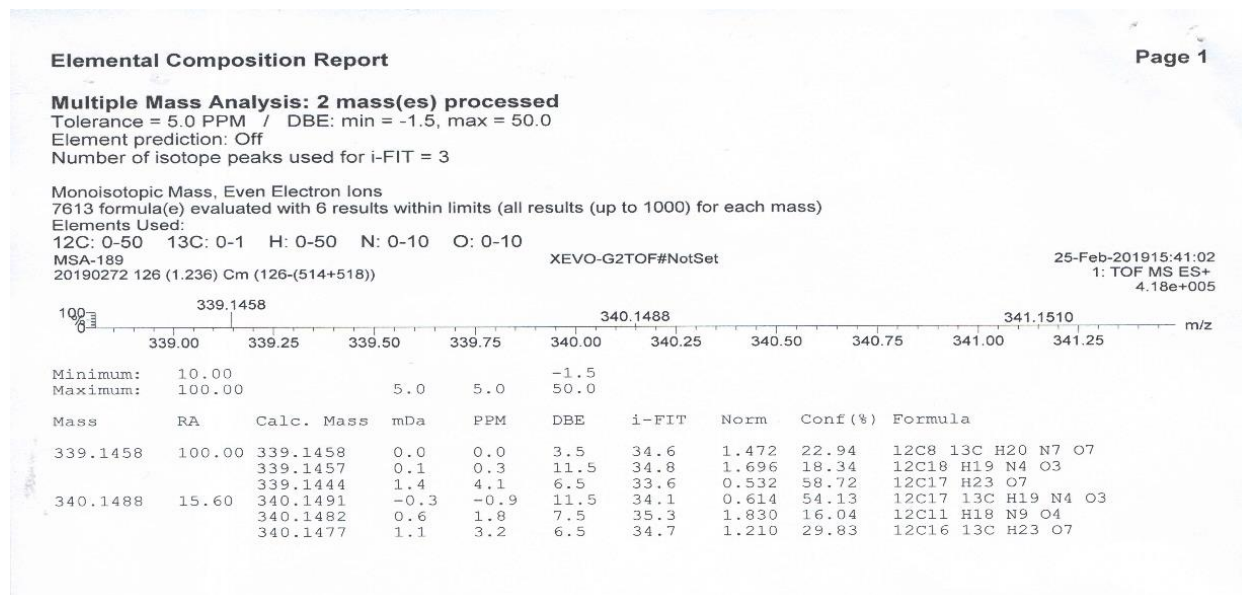 Elemental Composition Report Page 1
Multiple Mass Analysis: 2 mass(es) processed
Tolerance = 5.0 PPM / DBE: min = -1.5, max = 50.0
Element prediction: Off
Number of isotope peaks used for i-FIT = 3
Monoisotopic Mass, Even Electron Ions
7613 formula(e) evaluated with 6 results within limits (all results (up to 1000) for each mass)
Elements Used:
12C: 0-50 13C: 0-1 H: 0-50 N: 0-10 O: 0-10
MSA-189 XEVO-G2TOF#NotSet 25-Feb-201915:41:02
20190272 126 (1.236) Cm (126-(514+518)) 1: TOF MS ES+
4.18e+005
339.1458 340.1488 341.1510
100
%
0
m/z
339.00 339.25 339.50 339.75 340.00 340.25 340.50 340.75 341.00 341.25
Minimum: 10.00 -1.5
Maximum: 100.00 5.0 5.0 50.0
Mass RA Calc. Mass mDa PPM DBE i-FIT Norm Conf(%) Formula
339.1458 100.00 339.1458 0.0 0.0 3.5 34.6 1.472 22.94 12C8 13C H20 N7 O7
339.1457 0.1 0.3 11.5 34.8 1.696 18.34 12C18 H19 N4 O3
339.1444 1.4 4.1 6.5 33.6 0.532 58.72 12C17 H23 O7
340.1488 15.60 340.1491 -0.3 -0.9 11.5 34.1 0.614 54.13 12C17 13C H19 N4 O3
340.1482 0.6 1.8 7.5 35.3 1.830 16.04 12C11 H18 N9 O4
340.1477 1.1 3.2 6.5 34.7 1.210 29.83 12C16 13C H23 O7